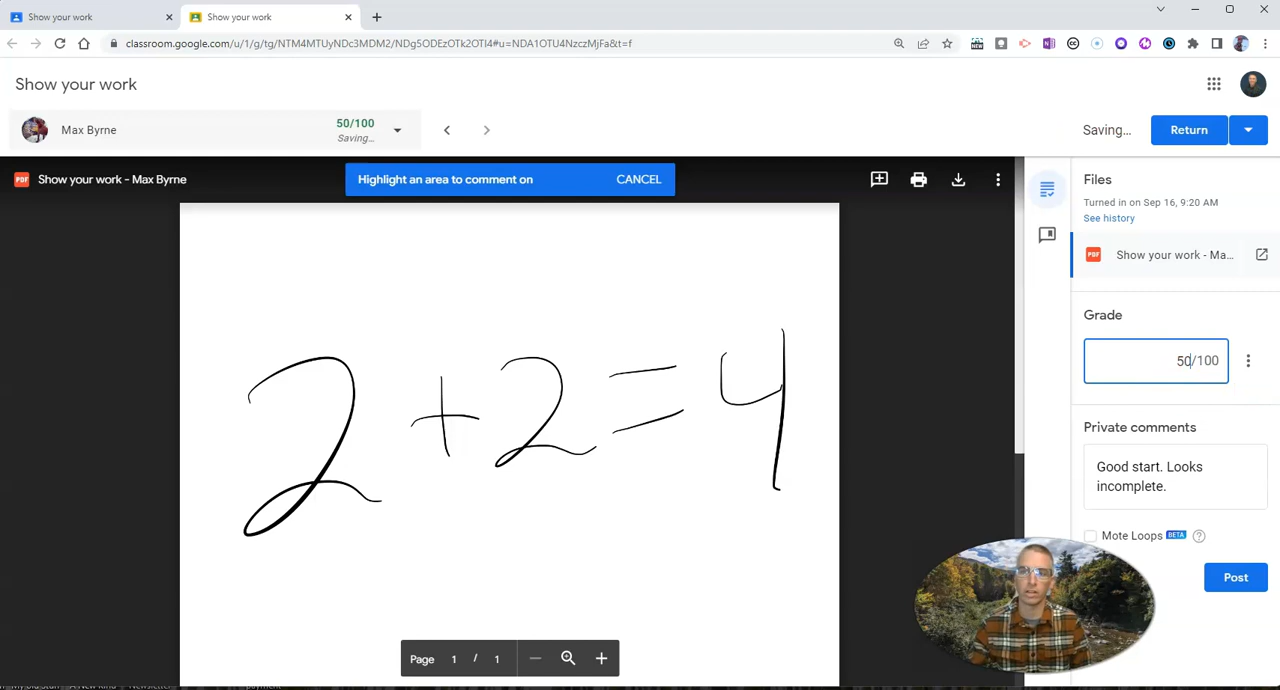 Show your work
Show your work
classroom.google.com/u/1/g/tg/NTM4MTUyNDc3MDM2/NDg5ODEzOTk2OTI4#u=NDA1OTU4NzczMjFa&t=f
Show your work
Max Byrne
50/100
Saving...
Saving...
Return
PDF Show your work - Max Byrne
Highlight an area to comment on CANCEL
Files
Turned in on Sep 16, 9:20 AM
See history
PDF Show your work - Ma...
Grade
50/100
2 + 2 = 4
Private comments
Good start. Looks
incomplete.
Mote Loops BETA ?
Post
Page 1 / 1